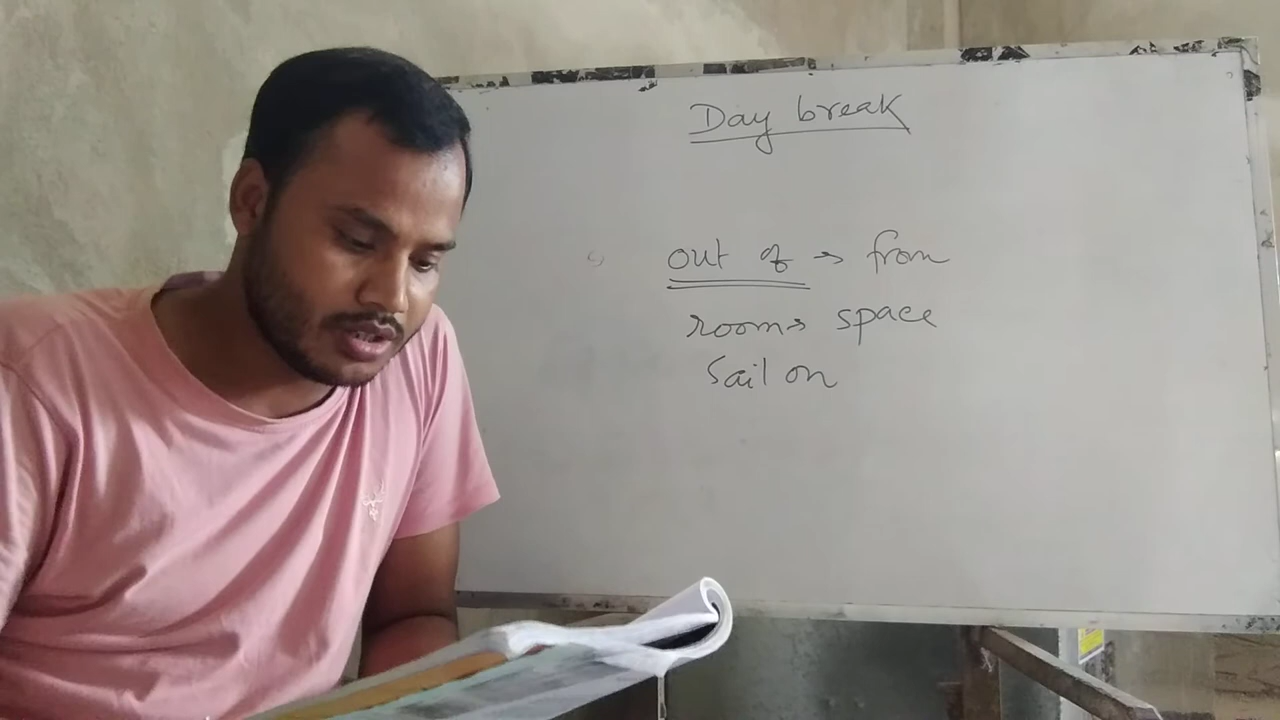 Day break
out of → from
room → space
Sail on